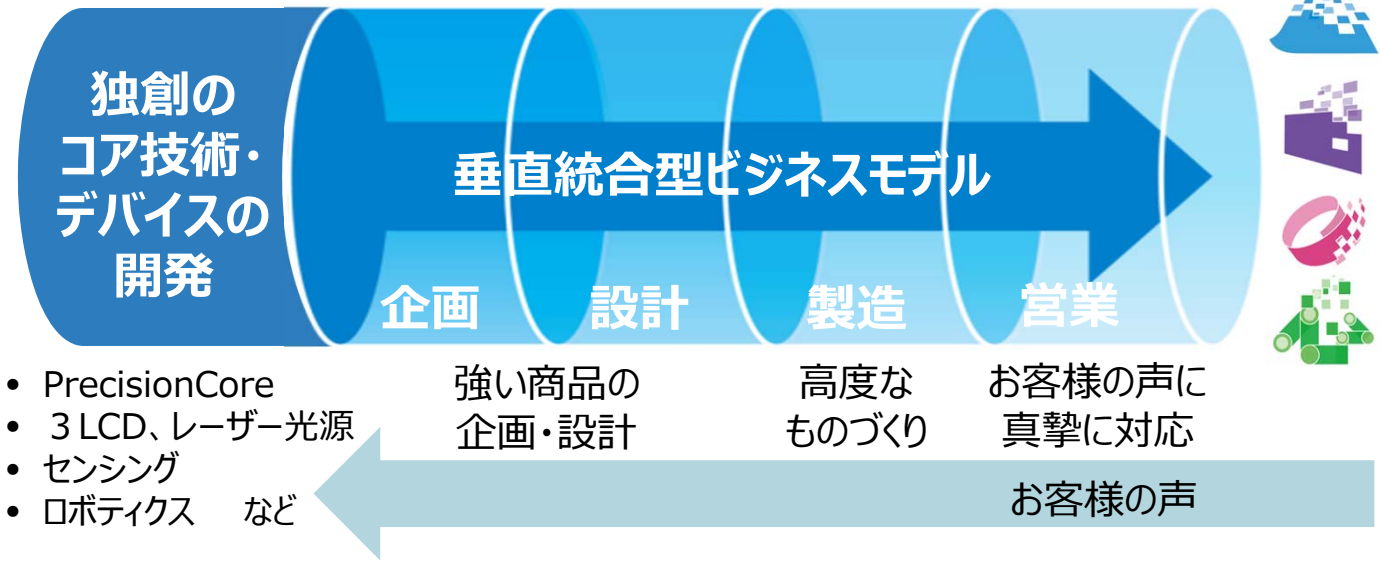 独創の
コア技術・
デバイスの
開発
垂直統合型ビジネスモデル
企画
設計
製造
営業
• PrecisionCore
• ３LCD、レーザー光源
• センシング
• ロボティクス　など
強い商品の
企画・設計
高度な
ものづくり
お客様の声に
真摯に対応
お客様の声